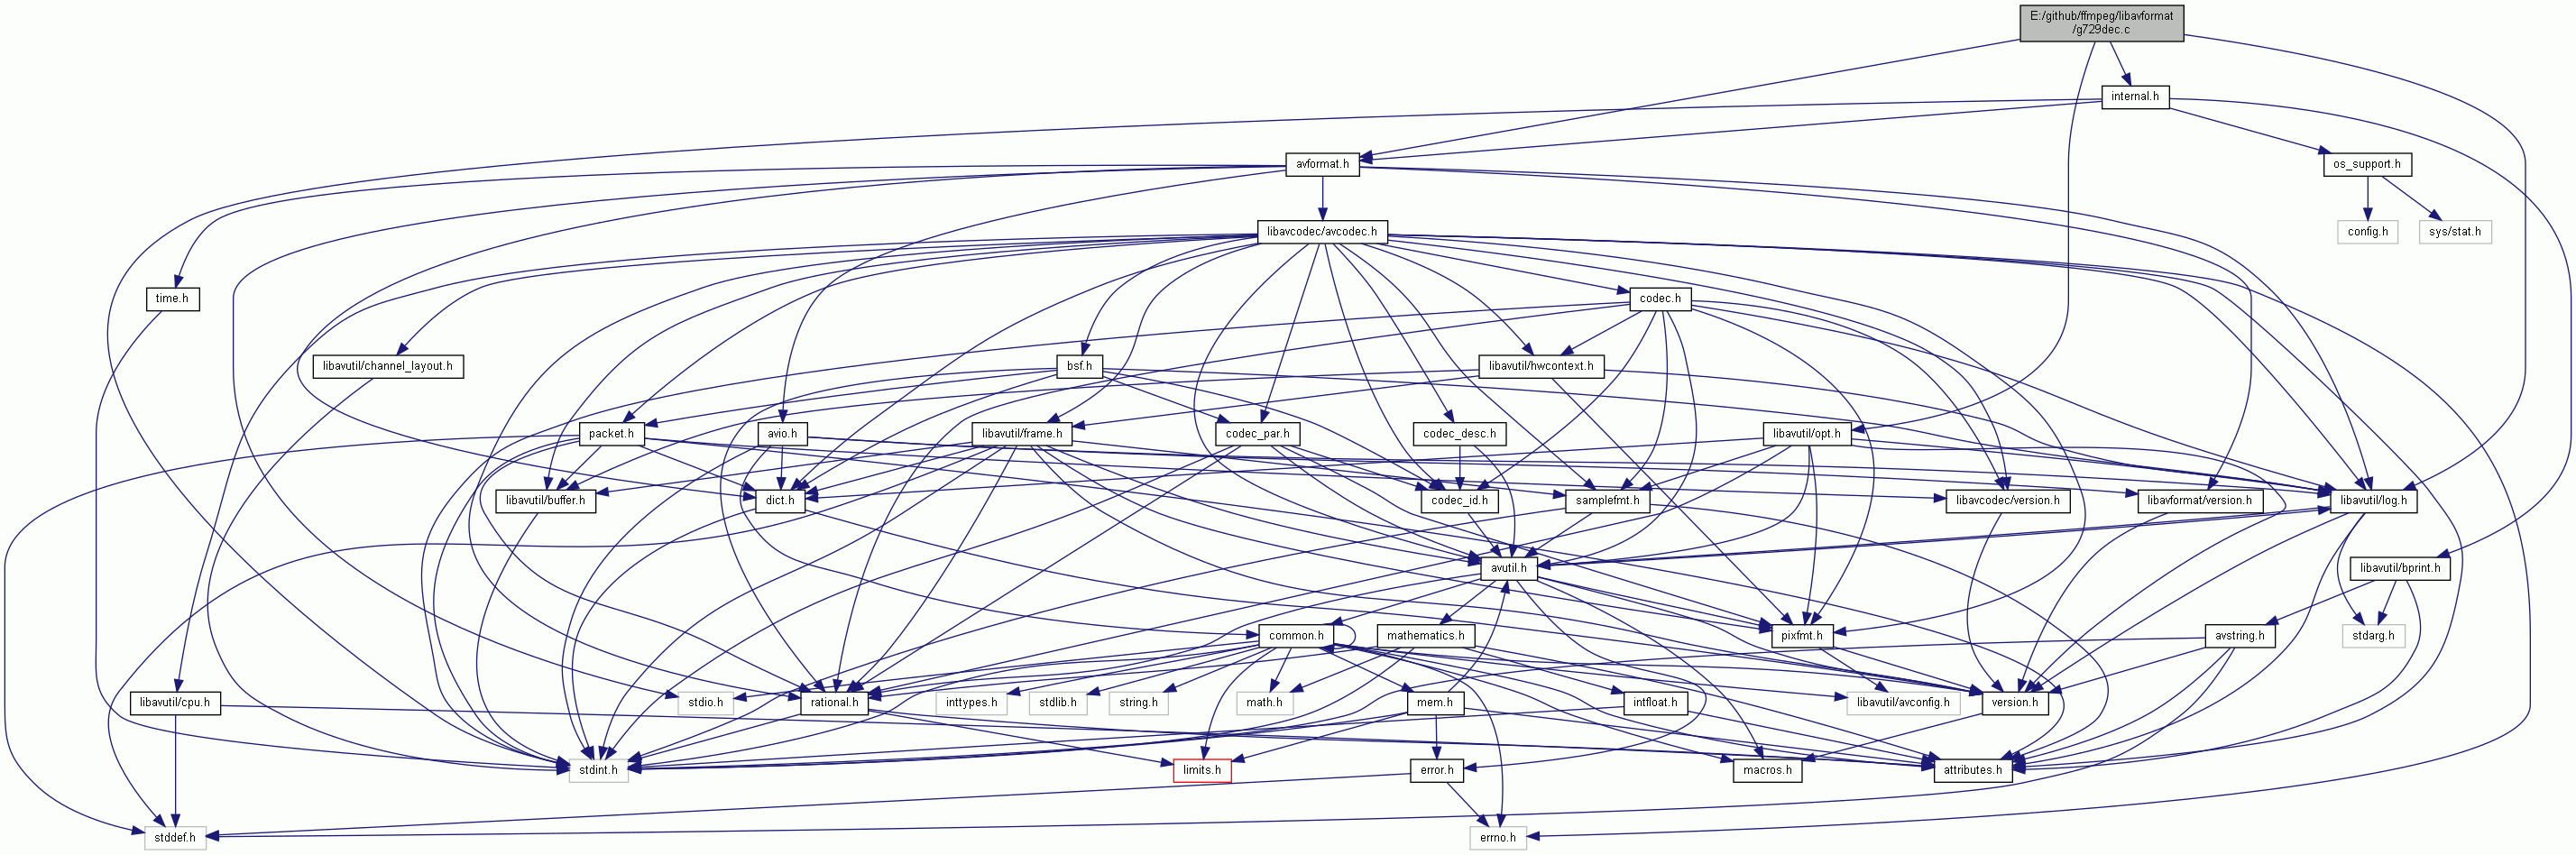 E:/github/ffmpeg/libavformat
/g729dec.c
internal.h
avformat.h
os_support.h
libavcodec/avcodec.h
config.h
sys/stat.h
time.h
codec.h
libavutil/channel_layout.h
bsf.h
libavutil/hwcontext.h
packet.h
avio.h
libavutil/frame.h
codec_par.h
codec_desc.h
libavutil/opt.h
libavutil/buffer.h
dict.h
codec_id.h
samplefmt.h
libavcodec/version.h
libavformat/version.h
libavutil/log.h
avutil.h
libavutil/bprint.h
common.h
mathematics.h
pixfmt.h
avstring.h
stdarg.h
libavutil/cpu.h
stdio.h
rational.h
inttypes.h
stdlib.h
string.h
math.h
mem.h
intfloat.h
libavutil/avconfig.h
version.h
stdint.h
limits.h
error.h
macros.h
attributes.h
stddef.h
errno.h